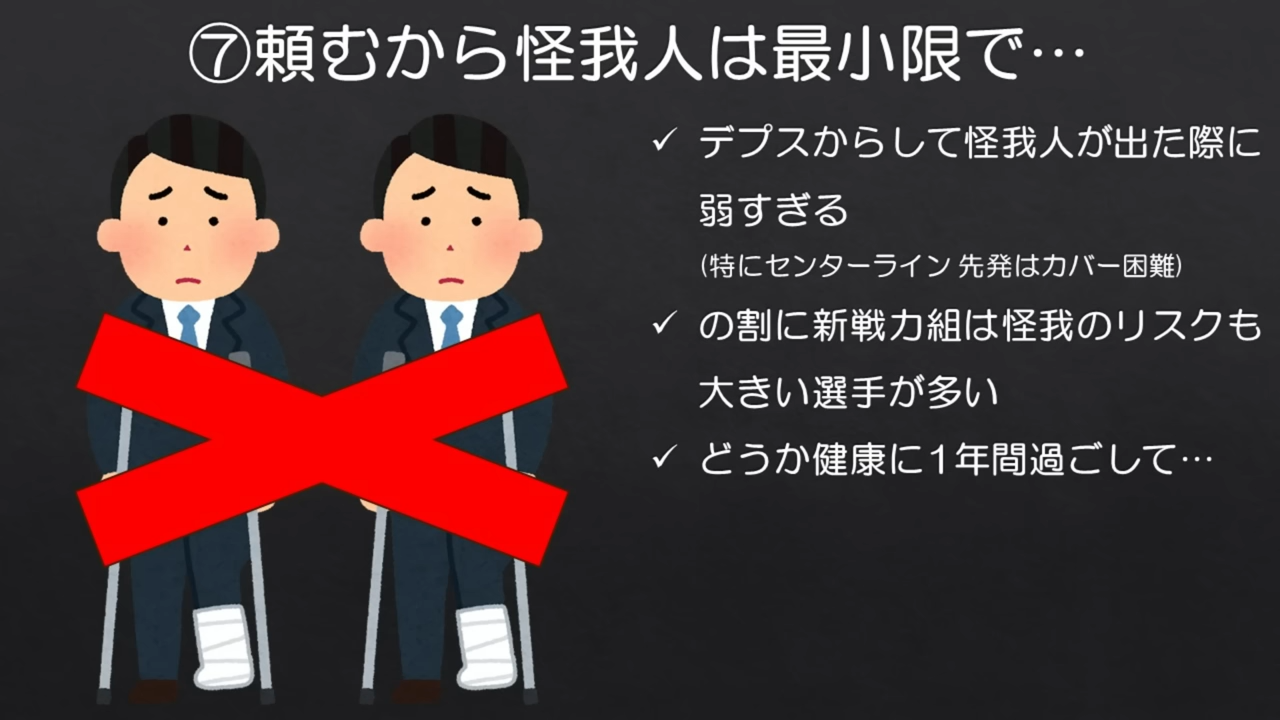 ⑦頼むから怪我人は最小限で…
✓ デプスからして怪我人が出た際に
弱すぎる
(特にセンターライン 先発はカバー困難)
✓ の割に新戦力組は怪我のリスクも
大きい選手が多い
✓ どうか健康に1年間過ごして…